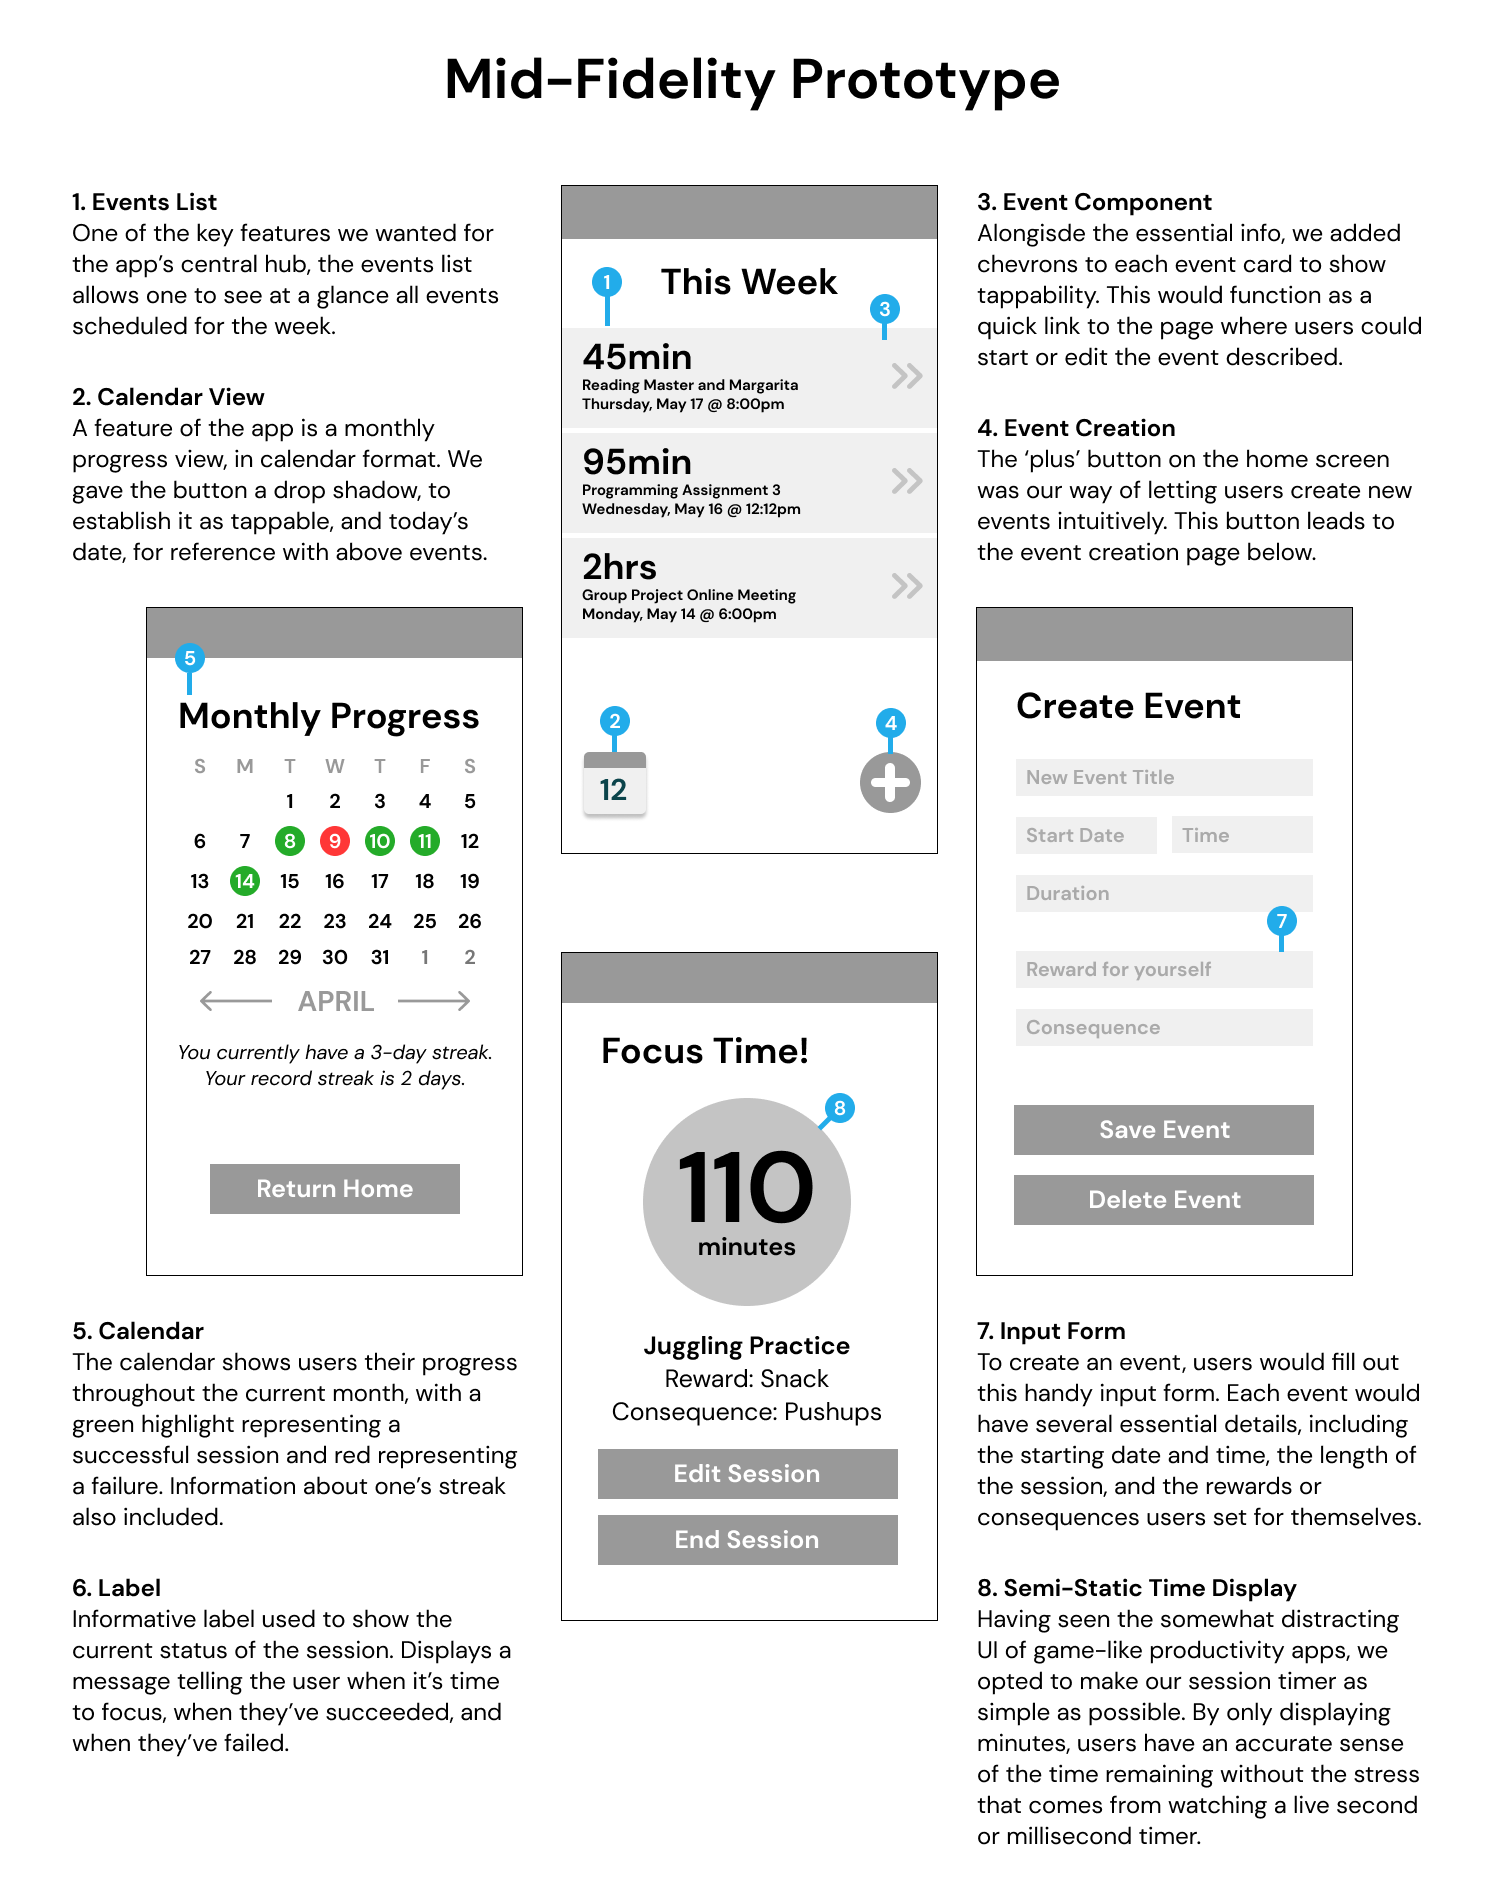 Mid-Fidelity Prototype
1. Events List
One of the key features we wanted for
the app’s central hub, the events list
allows one to see at a glance all events
scheduled for the week.
2. Calendar View
A feature of the app is a monthly
progress view, in calendar format. We
gave the button a drop shadow, to
establish it as tappable, and today’s
date, for reference with above events.
1
This Week
3
45min
Reading Master and Margarita
Thursday, May 17 @ 8:00pm
95min
Programming Assignment 3
Wednesday, May 16 @ 12:12pm
2hrs
Group Project Online Meeting
Monday, May 14 @ 6:00pm
2
4
12
3. Event Component
Alongisde the essential info, we added
chevrons to each event card to show
tappability. This would function as a
quick link to the page where users could
start or edit the event described.
4. Event Creation
The ‘plus’ button on the home screen
was our way of letting users create new
events intuitively. This button leads to
the event creation page below.
5
Monthly Progress
S M T W T F S
1 2 3 4 5
6 7 8 9 10 11 12
13 14 15 16 17 18 19
20 21 22 23 24 25 26
27 28 29 30 31 1 2
APRIL
You currently have a 3-day streak.
Your record streak is 2 days.
Return Home
Focus Time!
8
110
minutes
Juggling Practice
Reward: Snack
Consequence: Pushups
Edit Session
End Session
Create Event
New Event Title
Start Date Time
Duration
7
Reward for yourself
Consequence
Save Event
Delete Event
5. Calendar
The calendar shows users their progress
throughout the current month, with a
green highlight representing a
successful session and red representing
a failure. Information about one’s streak
also included.
6. Label
Informative label used to show the
current status of the session. Displays a
message telling the user when it’s time
to focus, when they’ve succeeded, and
when they’ve failed.
7. Input Form
To create an event, users would fill out
this handy input form. Each event would
have several essential details, including
the starting date and time, the length of
the session, and the rewards or
consequences users set for themselves.
8. Semi-Static Time Display
Having seen the somewhat distracting
UI of game-like productivity apps, we
opted to make our session timer as
simple as possible. By only displaying
minutes, users have an accurate sense
of the time remaining without the stress
that comes from watching a live second
or millisecond timer.